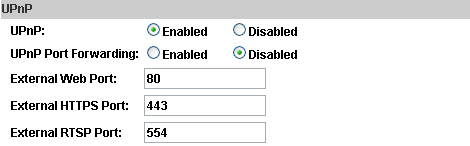 UPnP
UPnP: Enabled Disabled
UPnP Port Forwarding: Enabled Disabled
External Web Port: 80
External HTTPS Port: 443
External RTSP Port: 554